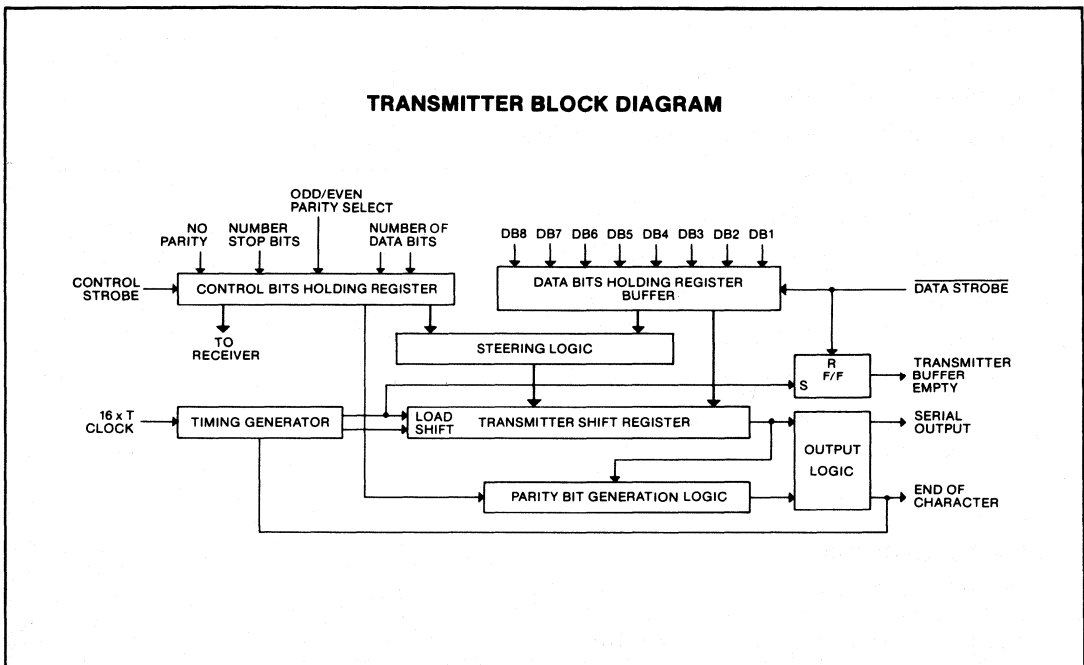 TRANSMITTER BLOCK DIAGRAM
ODD/EVEN
PARITY SELECT
NO
PARITY
NUMBER
STOP BITS
NUMBER OF
DATA BITS
DB8 DB7 DB6 DB5 DB4 DB3 DB2 DB1
CONTROL
STROBE
CONTROL BITS HOLDING REGISTER
DATA BITS HOLDING REGISTER
BUFFER
DATA STROBE
TO
RECEIVER
STEERING LOGIC
R
F/F
S
TRANSMITTER
BUFFER
EMPTY
16 x T
CLOCK
TIMING GENERATOR
LOAD
SHIFT
TRANSMITTER SHIFT REGISTER
OUTPUT
LOGIC
SERIAL
OUTPUT
PARITY BIT GENERATION LOGIC
END OF
CHARACTER